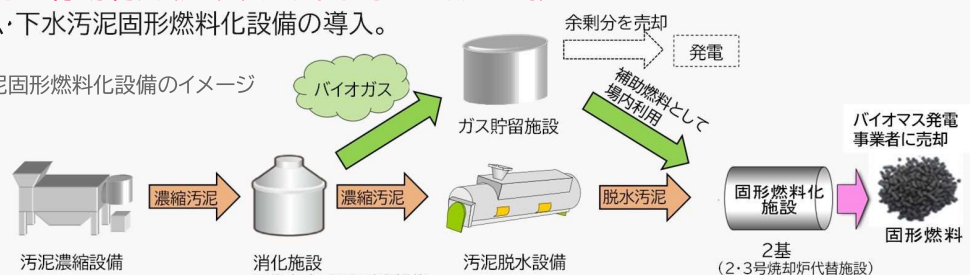 ・下水汚泥固形燃料化設備の導入。
泥固形燃料化設備のイメージ
バイオガス
ガス貯留施設
余剰分を売却
発電
補助燃料として
場内利用
汚泥濃縮設備
濃縮汚泥
消化施設
濃縮汚泥
汚泥脱水設備
脱水汚泥
固形燃料化
施設
2基
(2・3号焼却炉代替施設)
バイオマス発電
事業者に売却
固形燃料